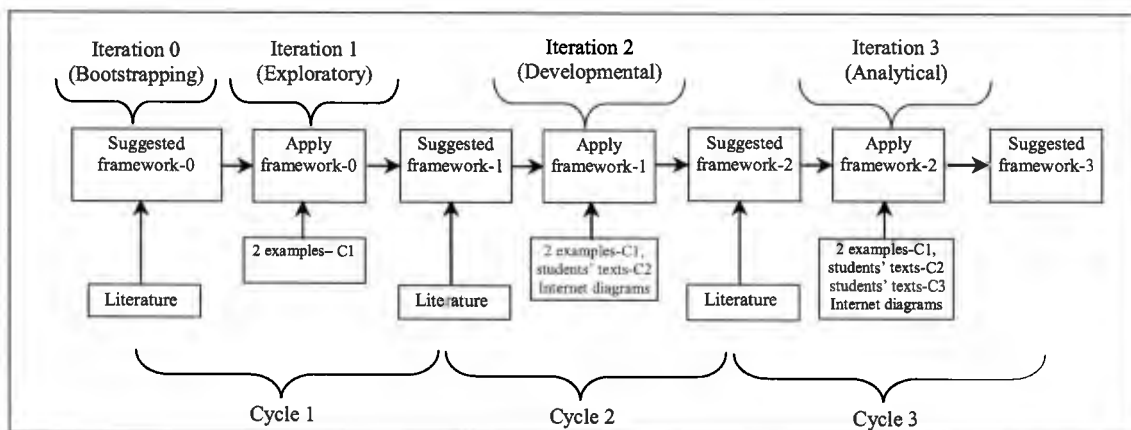 Iteration 0
(Bootstrapping)
Iteration 1
(Exploratory)
Iteration 2
(Developmental)
Iteration 3
(Analytical)
Suggested
framework-0
Apply
framework-0
Suggested
framework-1
Apply
framework-1
Suggested
framework-2
Apply
framework-2
Suggested
framework-3
2 examples– C1
2 examples-C1,
students' texts-C2
Internet diagrams
2 examples-C1,
students' texts-C2
students' texts-C3
Internet diagrams
Literature
Literature
Literature
Cycle 1
Cycle 2
Cycle 3